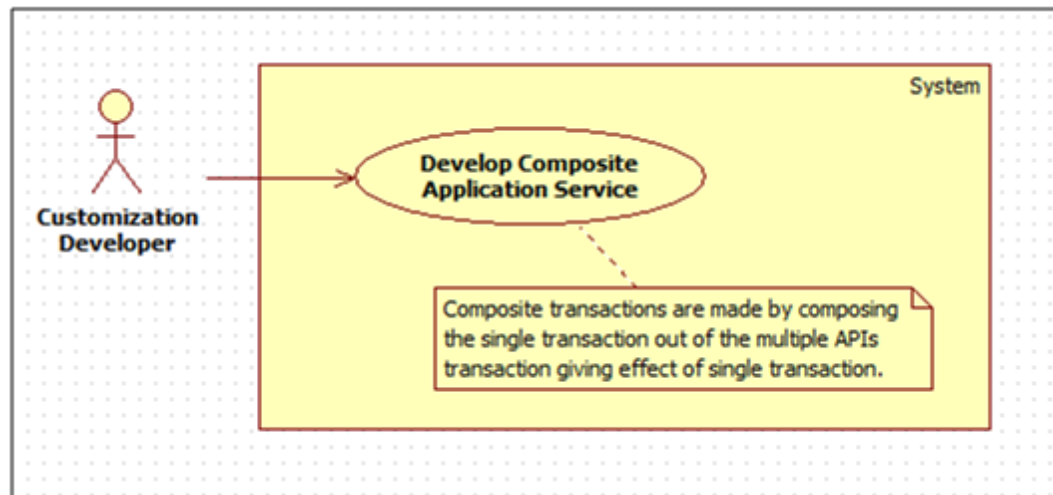 System
Develop Composite
Application Service
Customization
Developer
Composite transactions are made by composing
the single transaction out of the multiple APIs
transaction giving effect of single transaction.